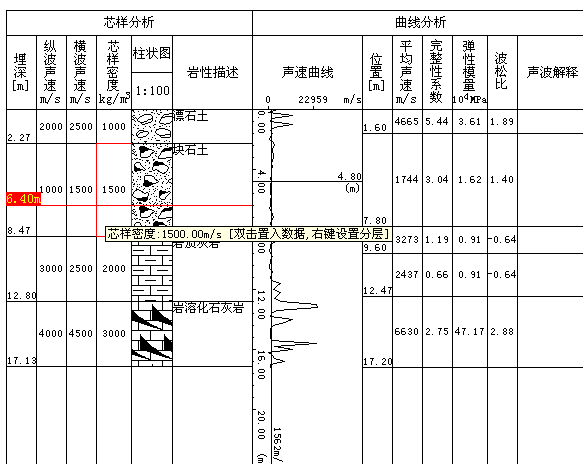 芯样分析
曲线分析
埋深[m]
纵波声速m/s
横波声速m/s
芯样密度kg/m³
柱状图
1:100
岩性描述
声速曲线
0 22959 m/s
位置[m]
平均声速m/s
完整性系数
弹性模量10⁴MPa
波松比
声波解释
2000 2500 1000
漂石土
0.00
4665 5.44 3.61 1.89
2.27
1.60
块石土
4.00
4.80
(m)
1744 3.04 1.62 1.40
6.40m
1000 1500 1500
7.80
8.47
芯样密度:1500.00m/s [双击置入数据,右键设置分层]
3273 1.19 0.91 -0.64
9.60
3000 2500 2000
2437 0.66 0.91 -0.64
12.80
12.47
岩溶化石灰岩
12.00
4000 4500 3000
6630 2.75 47.17 2.88
17.13
16.00
17.20
20.00
1562m/
(m